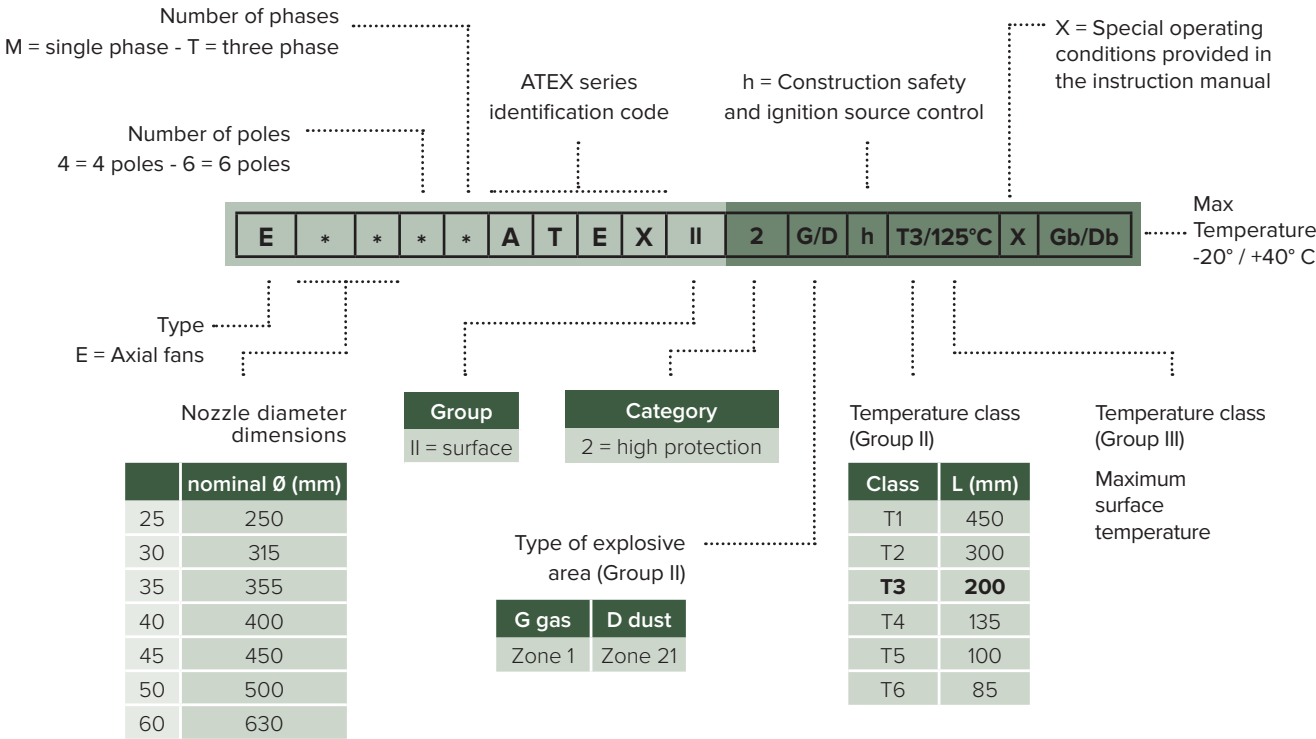 Number of phases
M = single phase - T = three phase
X = Special operating
conditions provided in
the instruction manual
ATEX series
identification code
h = Construction safety
and ignition source control
Number of poles
4 = 4 poles - 6 = 6 poles
E * * * * A T E X II 2 G/D h T3/125°C X Gb/Db
Max
Temperature
-20° / +40° C
Type
E = Axial fans
Nozzle diameter
dimensions
nominal Ø (mm)
25 250
30 315
35 355
40 400
45 450
50 500
60 630
Group
II = surface
Category
2 = high protection
Type of explosive
area (Group II)
G gas D dust
Zone 1 Zone 21
Temperature class
(Group II)
Class L (mm)
T1 450
T2 300
T3 200
T4 135
T5 100
T6 85
Temperature class
(Group III)
Maximum
surface
temperature